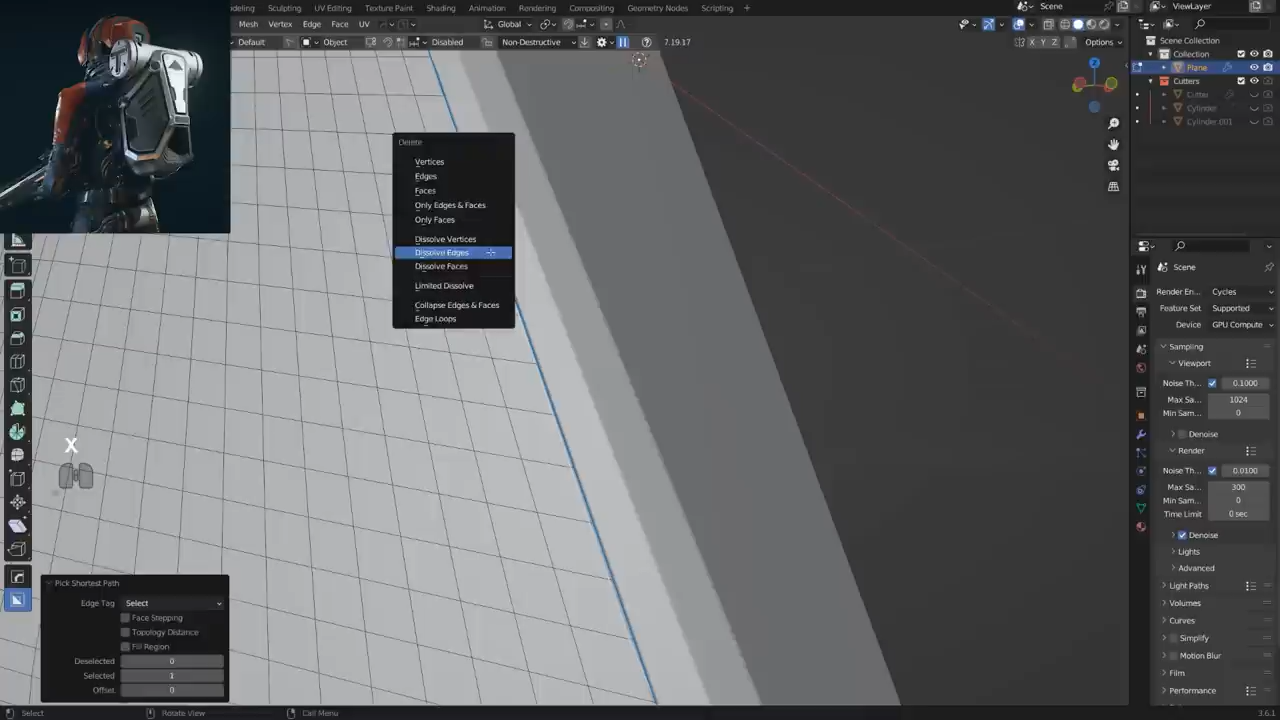 deling
Sculpting
UV Editing
Texture Paint
Shading
Animation
Rendering
Compositing
Geometry Nodes
Scripting
+
Scene
ViewLayer
Mesh
Vertex
Edge
Face
UV
Global
Default
Object
Disabled
Non-Destructive
7.19.17
X
Y
Z
Options
Scene Collection
Collection
Plane
Cutters
Cutter
Cylinder
Cylinder.001
Z
Delete
Vertices
Edges
Faces
Only Edges & Faces
Only Faces
Dissolve Vertices
Dissolve Edges
Dissolve Faces
Limited Dissolve
Collapse Edges & Faces
Edge Loops
X
Scene
Render En...
Cycles
Feature Set
Supported
Device
GPU Compute
Sampling
Viewport
Noise Th...
0.1000
Max Sa...
1024
Min Sam...
0
Denoise
Render
Noise Th...
0.0100
Max Sa...
300
Min Sam...
0
Time Limit
0 sec
Denoise
Lights
Advanced
Light Paths
Volumes
Curves
Simplify
Motion Blur
Film
Performance
Pick Shortest Path
Edge Tag
Select
Face Stepping
Topology Distance
Fill Region
Deselected
0
Selected
1
Offset
0
Select
Rotate View
Call Menu
3.6.1